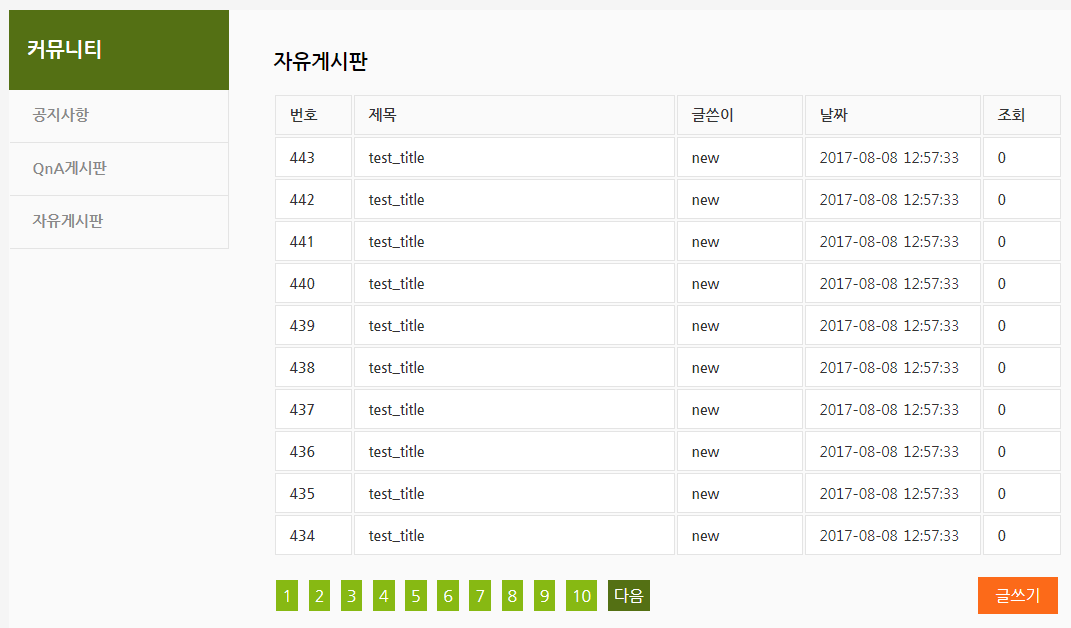 커뮤니티
공지사항
QnA게시판
자유게시판
자유게시판
번호 제목 글쓴이 날짜 조회
443 test_title new 2017-08-08 12:57:33 0
442 test_title new 2017-08-08 12:57:33 0
441 test_title new 2017-08-08 12:57:33 0
440 test_title new 2017-08-08 12:57:33 0
439 test_title new 2017-08-08 12:57:33 0
438 test_title new 2017-08-08 12:57:33 0
437 test_title new 2017-08-08 12:57:33 0
436 test_title new 2017-08-08 12:57:33 0
435 test_title new 2017-08-08 12:57:33 0
434 test_title new 2017-08-08 12:57:33 0
1 2 3 4 5 6 7 8 9 10 다음 글쓰기